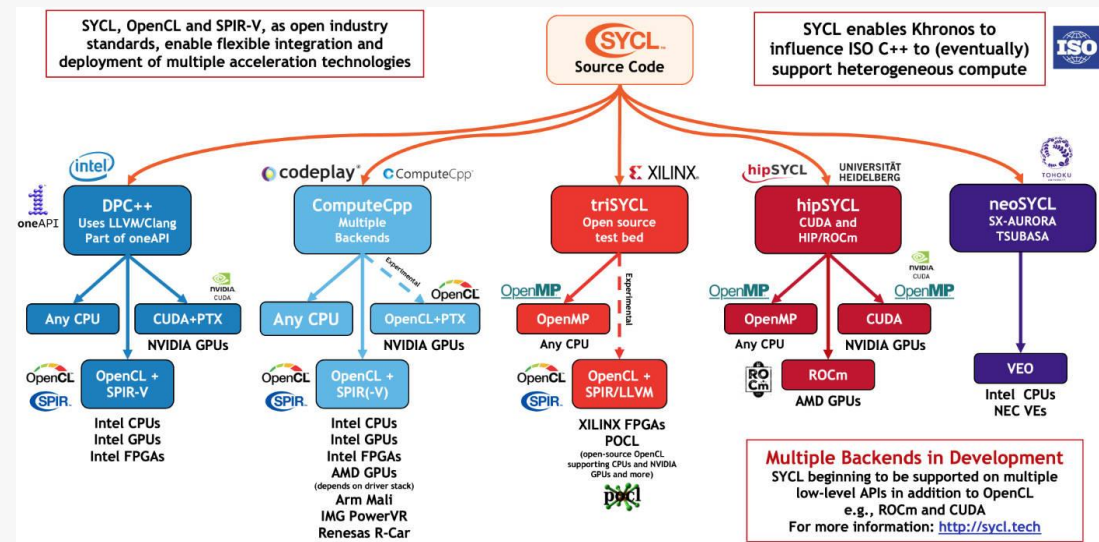 SYCL, OpenCL and SPIR-V, as open industry
standards, enable flexible integration and
deployment of multiple acceleration technologies
SYCL™
Source Code
SYCL enables Khronos to
influence ISO C++ to (eventually)
support heterogeneous compute
ISO
intel
oneAPI
DPC++
Uses LLVM/Clang
Part of oneAPI
NVIDIA
CUDA
Any CPU
CUDA+PTX
NVIDIA GPUs
OpenCL
SPIR
OpenCL +
SPIR-V
Intel CPUs
Intel GPUs
Intel FPGAs
codeplay®
ComputeCpp™
ComputeCpp
Multiple
Backends
Experimental
OpenCL
Any CPU
OpenCL+PTX
NVIDIA GPUs
OpenCL
SPIR
OpenCL +
SPIR(-V)
Intel CPUs
Intel GPUs
Intel FPGAs
AMD GPUs
(depends on driver stack)
Arm Mali
IMG PowerVR
Renesas R-Car
XILINX®
triSYCL
Open source
test bed
Experimental
OpenMP
OpenMP
Any CPU
OpenCL
SPIR
OpenCL +
SPIR/LLVM
XILINX FPGAs
POCL
(open-source OpenCL
supporting CPUs and NVIDIA
GPUs and more)
pocl
hipSYCL
UNIVERSITÄT
HEIDELBERG
hipSYCL
CUDA and
HIP/ROCm
NVIDIA
CUDA
OpenMP
OpenMP
OpenMP
Any CPU
CUDA
NVIDIA GPUs
ROCm
ROCm
AMD GPUs
TOHOKU
neoSYCL
SX-AURORA
TSUBASA
VEO
Intel CPUs
NEC VEs
Multiple Backends in Development
SYCL beginning to be supported on multiple
low-level APIs in addition to OpenCL
e.g., ROCm and CUDA
For more information: http://sycl.tech